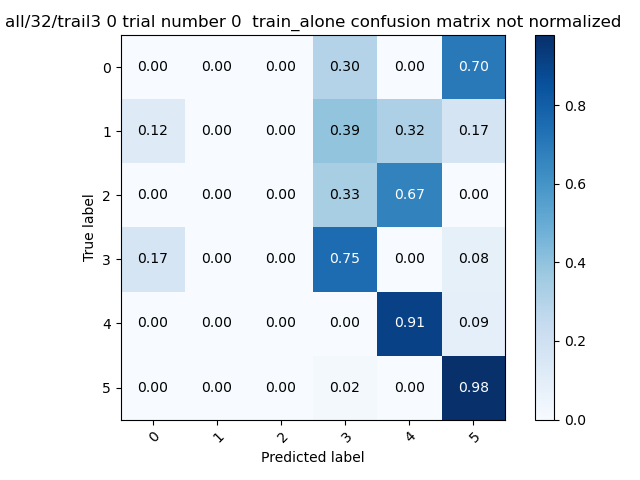 all/32/trail3 0 trial number 0  train_alone confusion matrix not normalized
0 0.00 0.00 0.00 0.30 0.00 0.70
1 0.12 0.00 0.00 0.39 0.32 0.17
2 0.00 0.00 0.00 0.33 0.67 0.00
3 0.17 0.00 0.00 0.75 0.00 0.08
4 0.00 0.00 0.00 0.00 0.91 0.09
5 0.00 0.00 0.00 0.02 0.00 0.98
0 1 2 3 4 5
True label
Predicted label
0.8
0.6
0.4
0.2
0.0